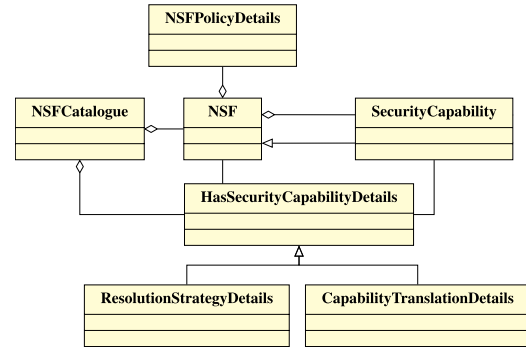 NSFPolicyDetails
NSFCatalogue
NSF
SecurityCapability
HasSecurityCapabilityDetails
ResolutionStrategyDetails
CapabilityTranslationDetails